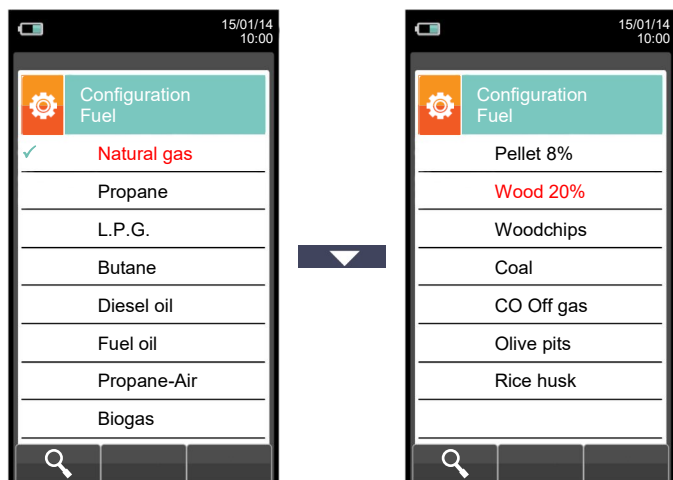 15/01/14
10:00
Configuration
Fuel
Natural gas
Propane
L.P.G.
Butane
Diesel oil
Fuel oil
Propane-Air
Biogas
15/01/14
10:00
Configuration
Fuel
Pellet 8%
Wood 20%
Woodchips
Coal
CO Off gas
Olive pits
Rice husk